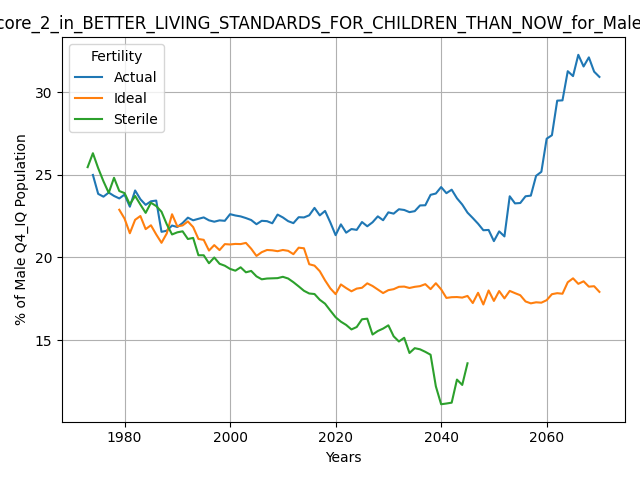 core_2_in_BETTER_LIVING_STANDARDS_FOR_CHILDREN_THAN_NOW_for_Male
Fertility
Actual
Ideal
Sterile
% of Male Q4_IQ Population
30
25
20
15
1980
2000
2020
2040
2060
Years